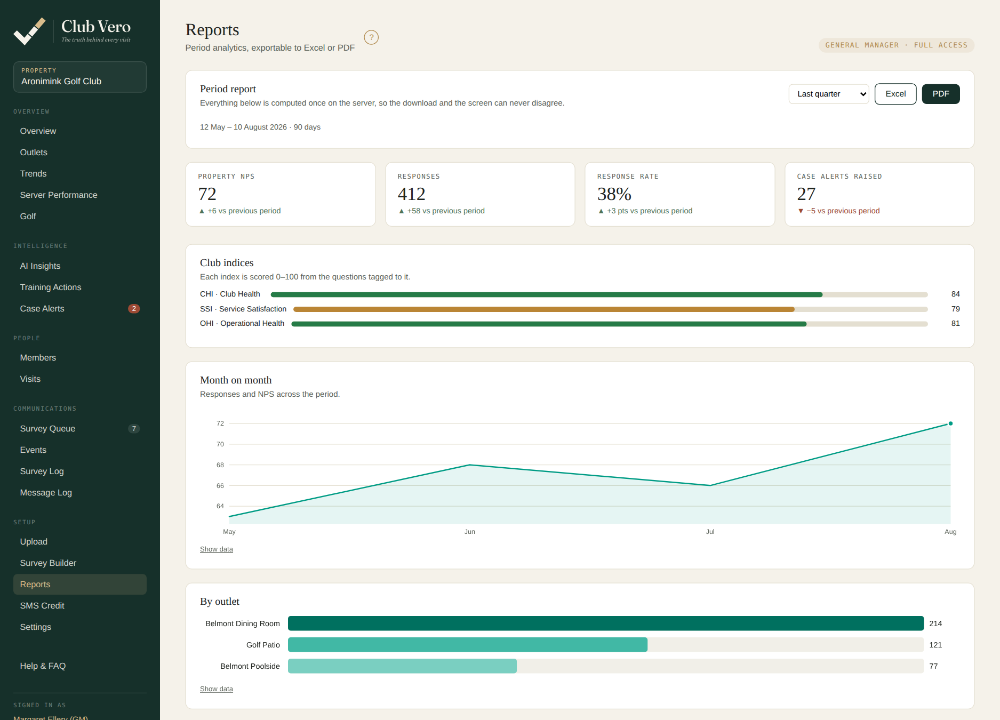 Club Vero
The truth behind every visit
PROPERTY
Aronimink Golf Club
OVERVIEW
Overview
Outlets
Trends
Server Performance
Golf
INTELLIGENCE
AI Insights
Training Actions
Case Alerts 2
PEOPLE
Members
Visits
COMMUNICATIONS
Survey Queue 7
Events
Survey Log
Message Log
SETUP
Upload
Survey Builder
Reports
SMS Credit
Settings
Help & FAQ
SIGNED IN AS
Margaret Ellery (GM)
Reports
Period analytics, exportable to Excel or PDF
?
GENERAL MANAGER · FULL ACCESS
Period report
Everything below is computed once on the server, so the download and the screen can never disagree.
Last quarter
Excel
PDF
12 May – 10 August 2026 · 90 days
PROPERTY NPS
72
▲ +6 vs previous period
RESPONSES
412
▲ +58 vs previous period
RESPONSE RATE
38%
▲ +3 pts vs previous period
CASE ALERTS RAISED
27
▼ −5 vs previous period
Club indices
Each index is scored 0–100 from the questions tagged to it.
CHI · Club Health 84
SSI · Service Satisfaction 79
OHI · Operational Health 81
Month on month
Responses and NPS across the period.
72
70
68
66
64
May Jun Jul Aug
Show data
By outlet
Belmont Dining Room 214
Golf Patio 121
Belmont Poolside 77
Show data